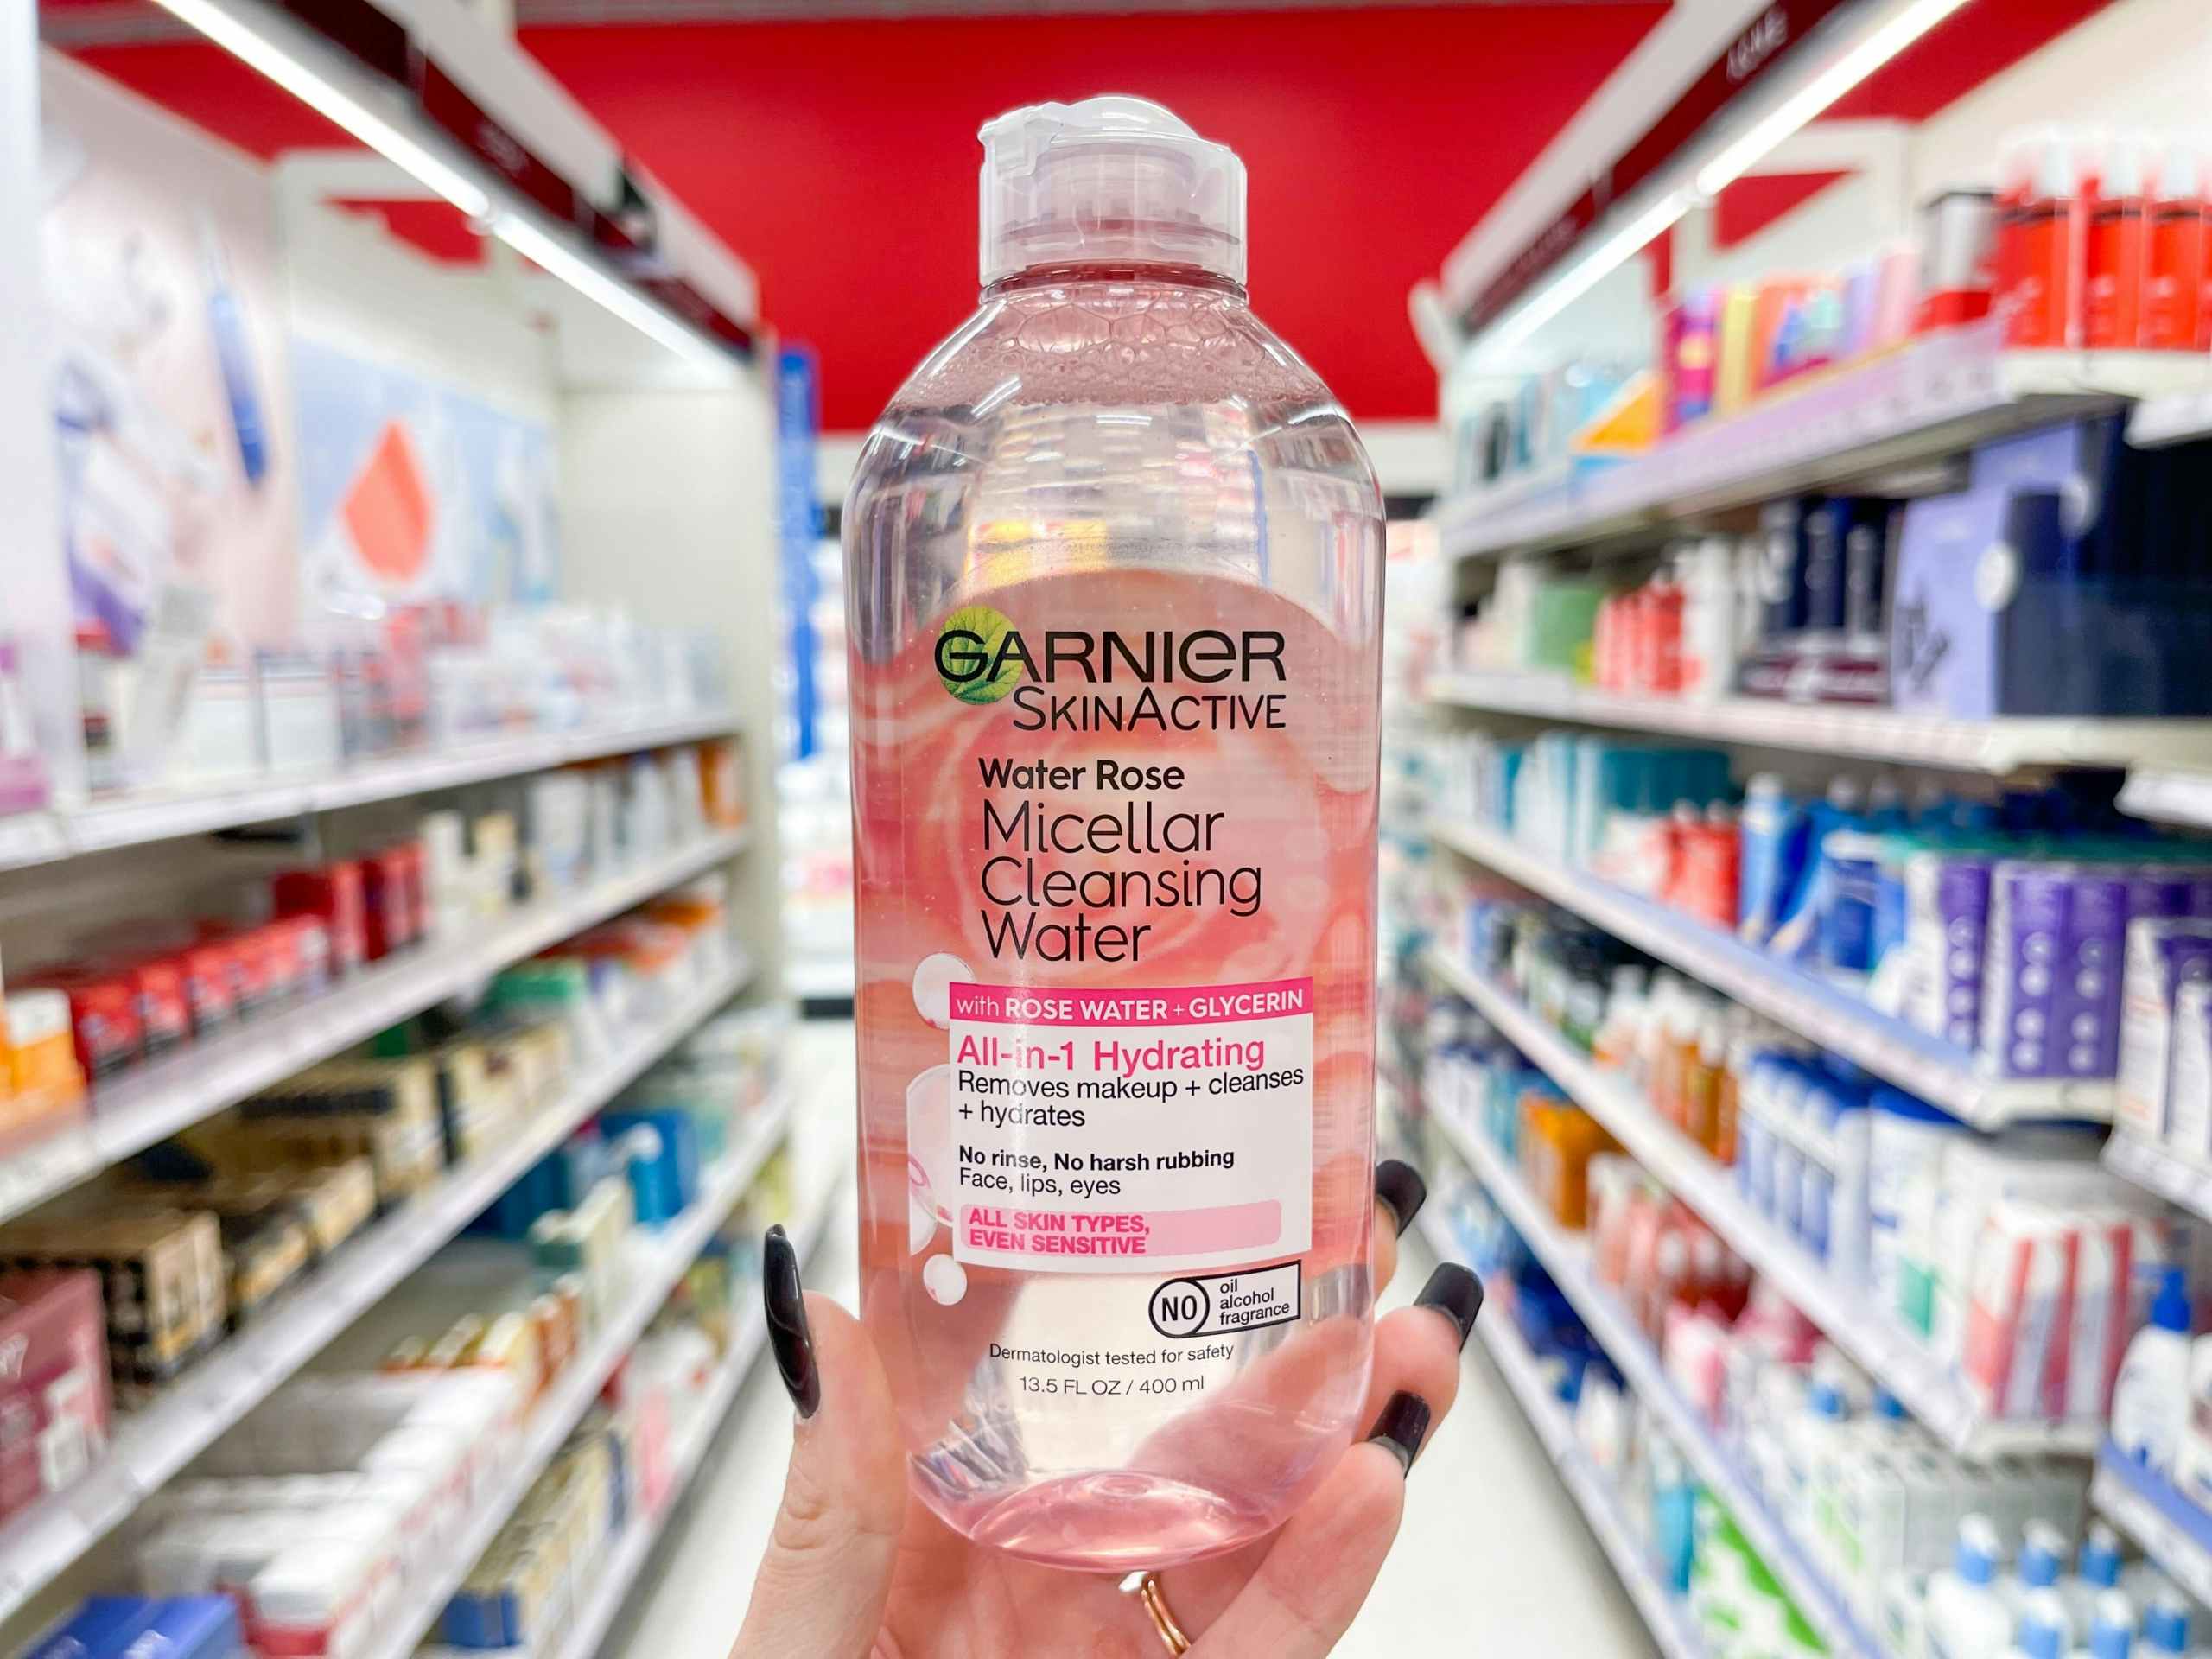 GARNIER
SKINACTIVE
Water Rose
Micellar
Cleansing
Water
with ROSE WATER + GLYCERIN
All-in-1 Hydrating
Removes makeup + cleanses
+ hydrates
No rinse, No harsh rubbing
Face, lips, eyes
ALL SKIN TYPES,
EVEN SENSITIVE
NO
oil
alcohol
fragrance
Dermatologist tested for safety
13.5 FL OZ / 400 ml